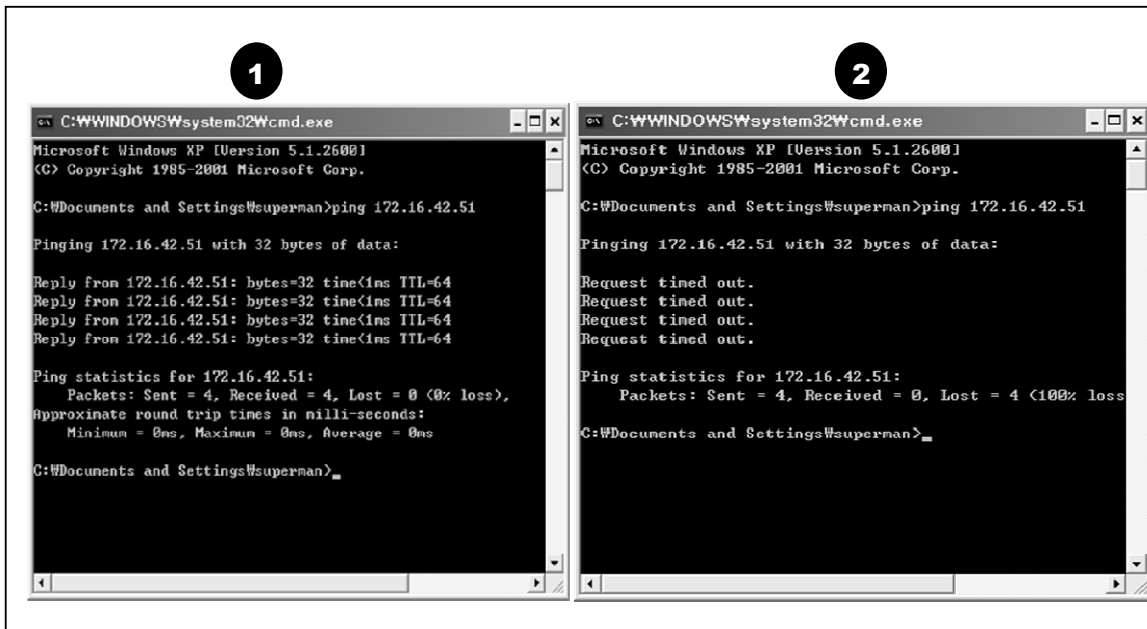 1
C:₩WINDOWS₩system32₩cmd.exe
Microsoft Windows XP [Version 5.1.2600]
(C) Copyright 1985-2001 Microsoft Corp.
C:₩Documents and Settings₩superman>ping 172.16.42.51
Pinging 172.16.42.51 with 32 bytes of data:
Reply from 172.16.42.51: bytes=32 time<1ms TTL=64
Reply from 172.16.42.51: bytes=32 time<1ms TTL=64
Reply from 172.16.42.51: bytes=32 time<1ms TTL=64
Reply from 172.16.42.51: bytes=32 time<1ms TTL=64
Ping statistics for 172.16.42.51:
Packets: Sent = 4, Received = 4, Lost = 0 (0% loss),
Approximate round trip times in milli-seconds:
Minimum = 0ms, Maximum = 0ms, Average = 0ms
C:₩Documents and Settings₩superman>_
2
C:₩WINDOWS₩system32₩cmd.exe
Microsoft Windows XP [Version 5.1.2600]
(C) Copyright 1985-2001 Microsoft Corp.
C:₩Documents and Settings₩superman>ping 172.16.42.51
Pinging 172.16.42.51 with 32 bytes of data:
Request timed out.
Request timed out.
Request timed out.
Request timed out.
Ping statistics for 172.16.42.51:
Packets: Sent = 4, Received = 0, Lost = 4 (100% loss
C:₩Documents and Settings₩superman>_